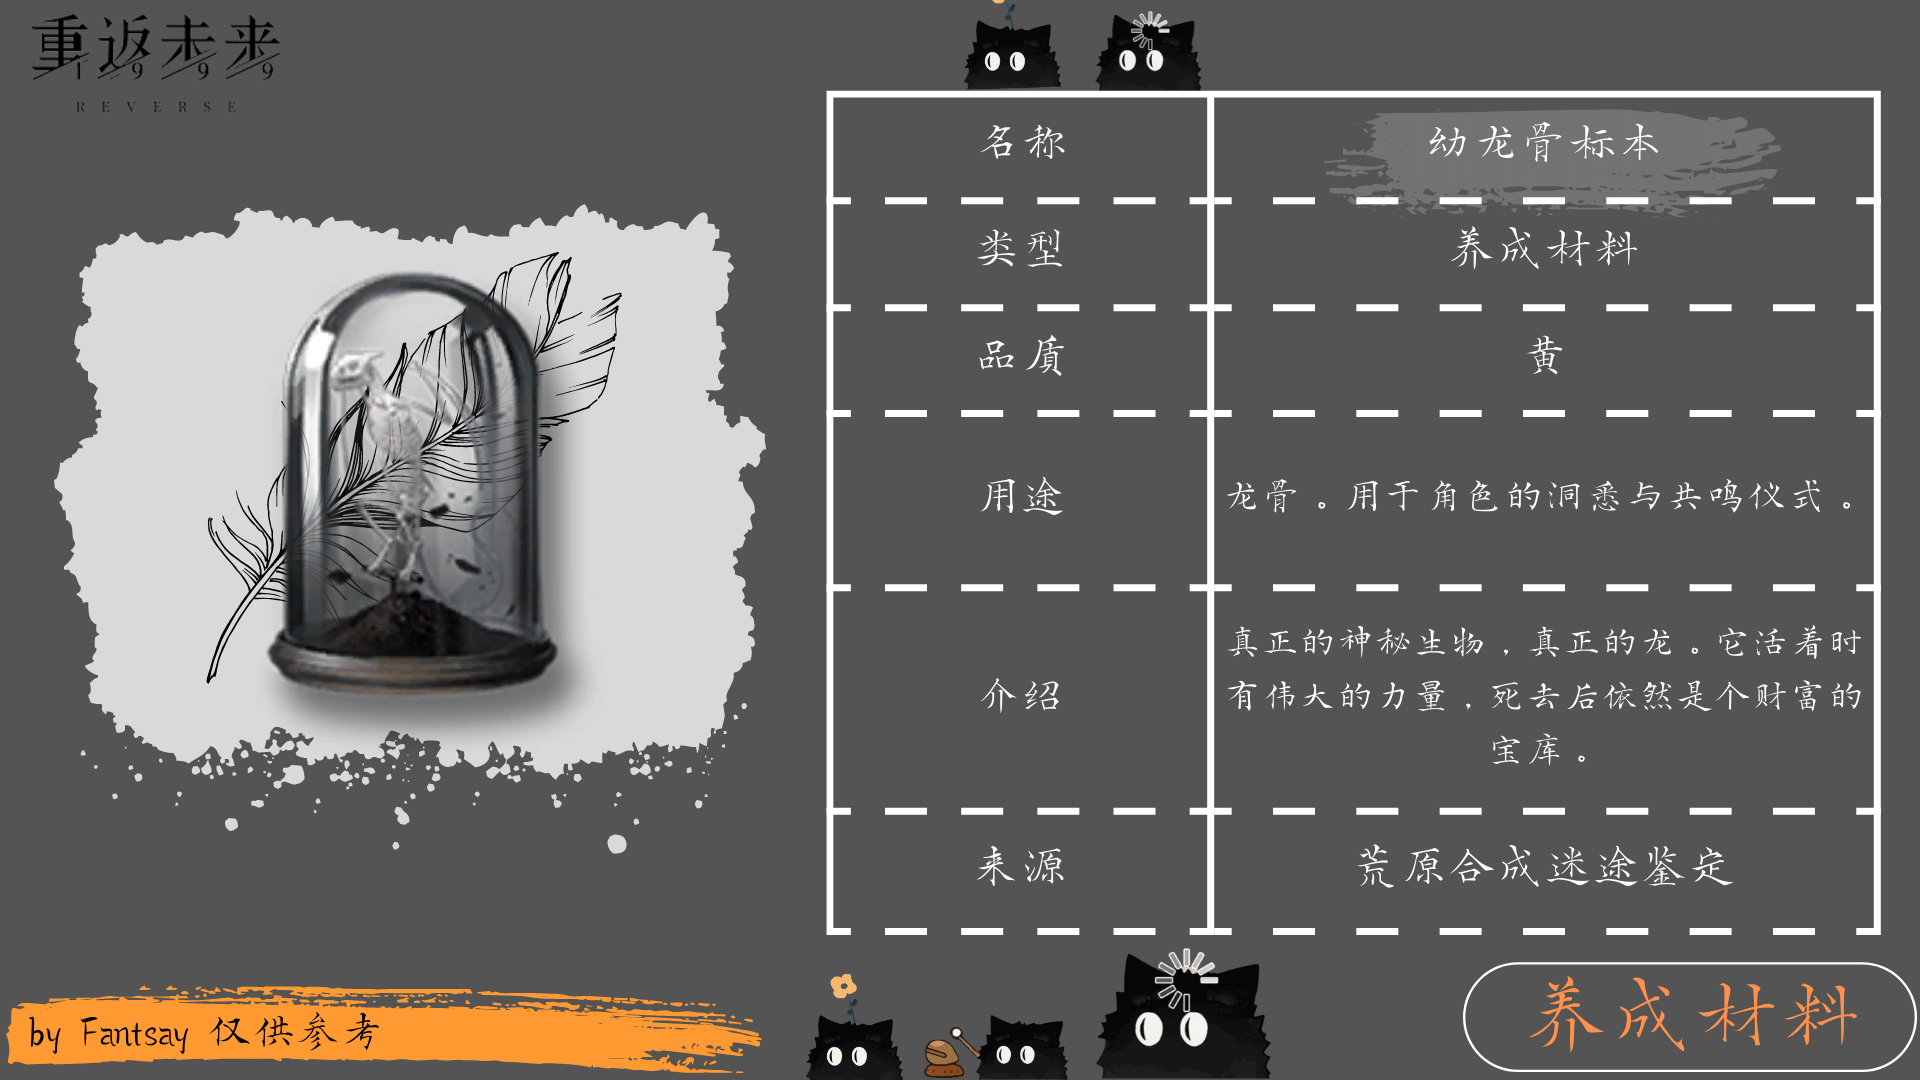 重返未来
1999
REVERSE
名称
幼龙骨标本
类型
养成材料
品质
黄
用途
龙骨。用于角色的洞悉与共鸣仪式。
介绍
真正的神秘生物，真正的龙。它活着时
有伟大的力量，死去后依然是个财富的
宝库。
来源
荒原合成迷途鉴定
by Fantsay 仅供参考
养成材料